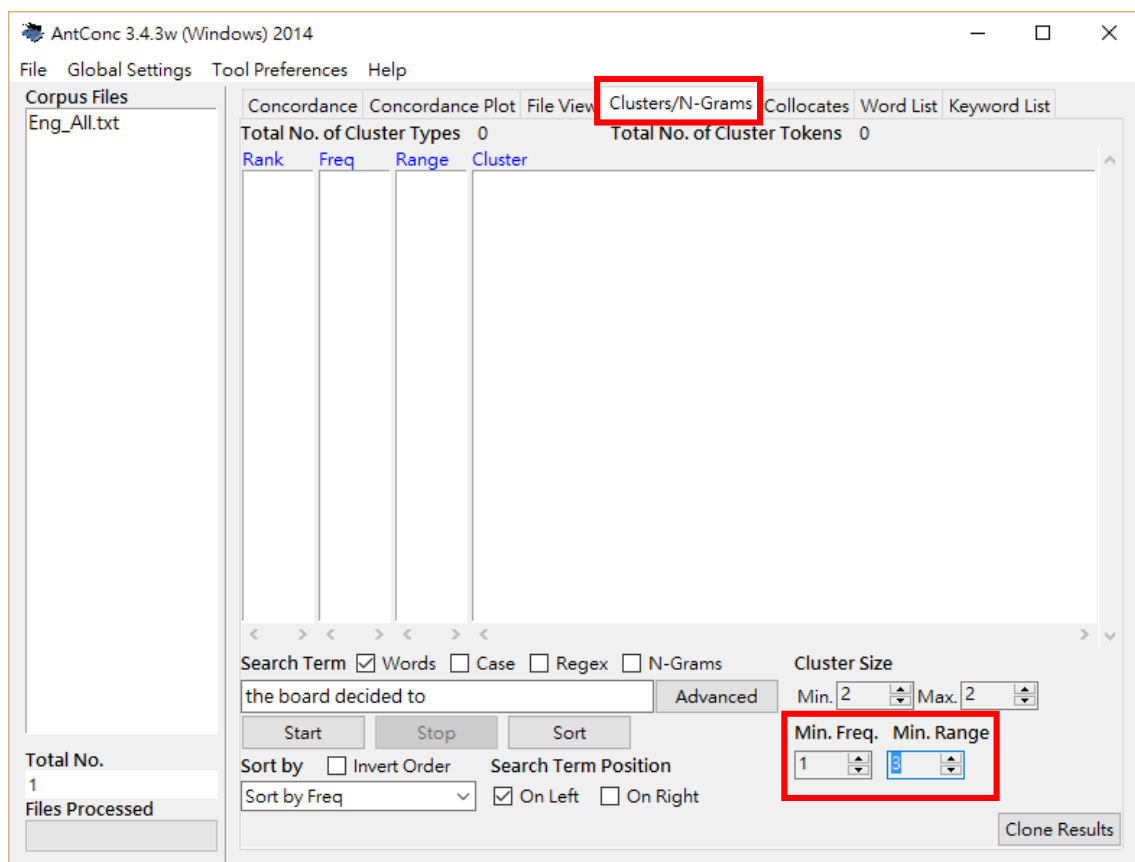 AntConc 3.4.3w (Windows) 2014
File Global Settings Tool Preferences Help
Corpus Files
Eng_All.txt
Concordance Concordance Plot File View Clusters/N-Grams Collocates Word List Keyword List
Total No. of Cluster Types 0 Total No. of Cluster Tokens 0
Rank Freq Range Cluster
Search Term Words Case Regex N-Grams Cluster Size
the board decided to Advanced Min. 2 Max. 2
Start Stop Sort Min. Freq. Min. Range
Total No.
1
Files Processed
Sort by Invert Order Search Term Position 1 3
Sort by Freq On Left On Right
Clone Results